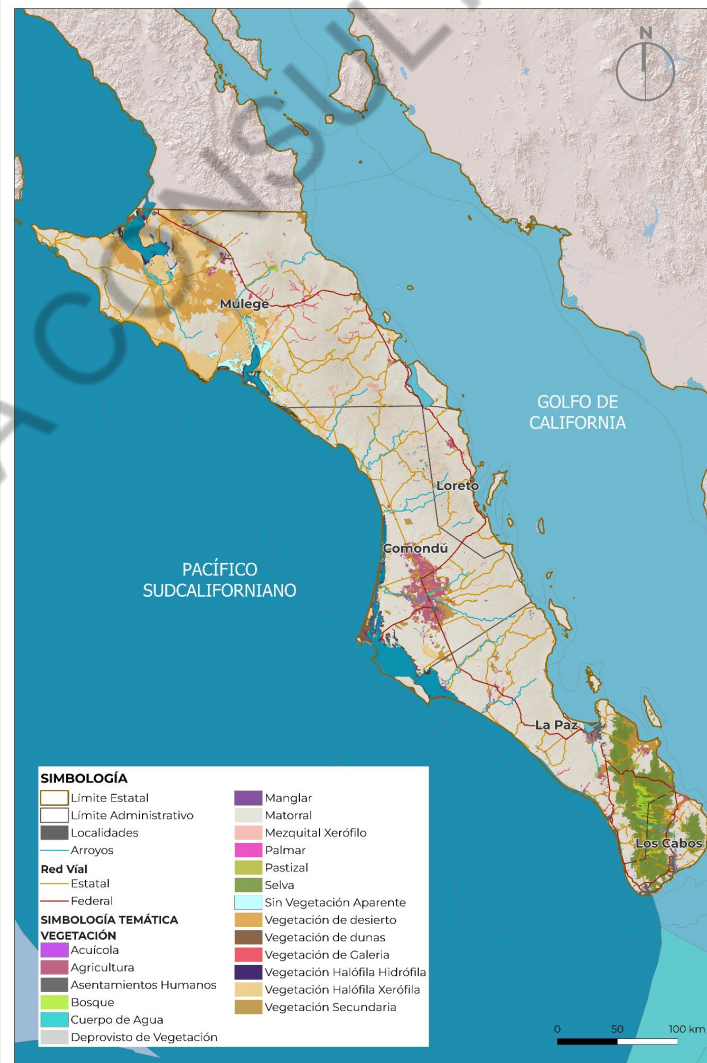 A CONSUL
N
Mulegé
GOLFO DE
CALIFORNIA
Loreto
Comondú
PACÍFICO
SUDCALIFORNIANO
La Paz
Los Cabos
SIMBOLOGÍA
Límite Estatal
Límite Administrativo
Localidades
Arroyos
Red Víal
Estatal
Federal
SIMBOLOGÍA TEMÁTICA
VEGETACIÓN
Acuícola
Agricultura
Asentamientos Humanos
Bosque
Cuerpo de Agua
Deprovisto de Vegetación
Manglar
Matorral
Mezquital Xerófilo
Palmar
Pastizal
Selva
Sin Vegetación Aparente
Vegetación de desierto
Vegetación de dunas
Vegetación de Galeria
Vegetación Halófila Hidrófila
Vegetación Halófila Xerófila
Vegetación Secundaria
0 50 100 km